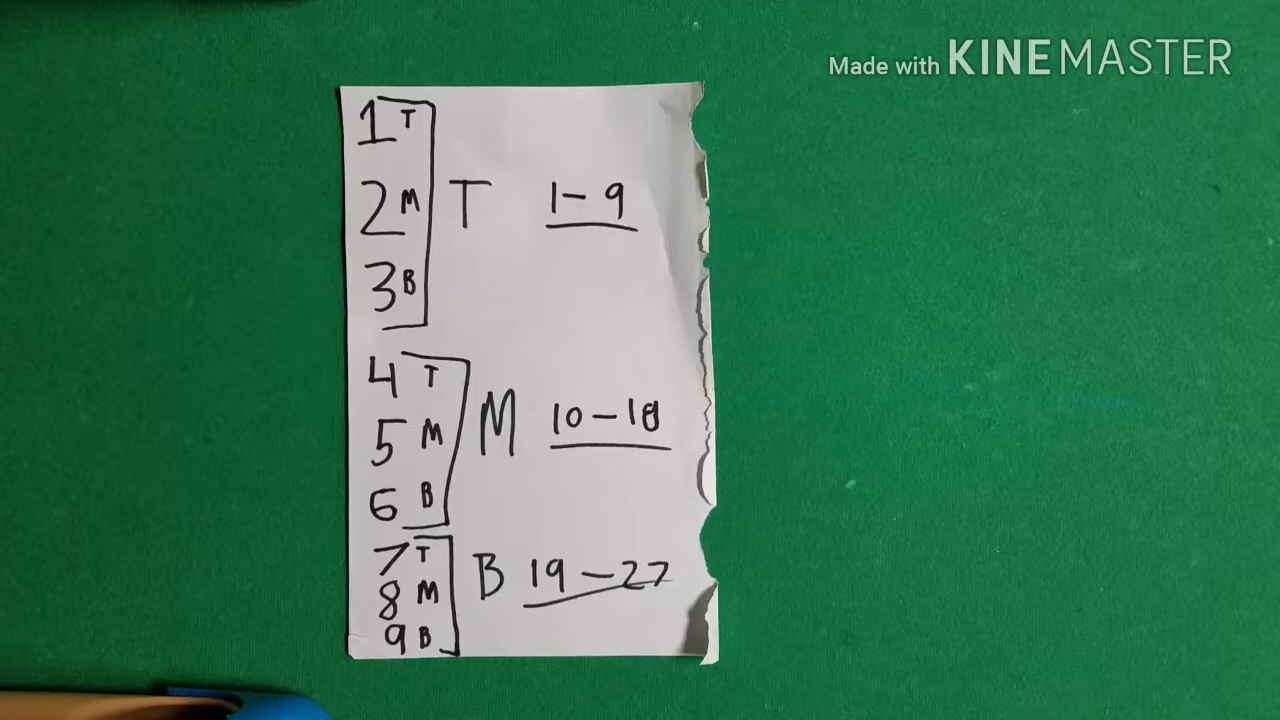 Made with KINEMASTER
1 T
2 M T 1-9
3 B
4 T
5 M M 10-18
6 B
7 T
8 M B 19-27
9 B